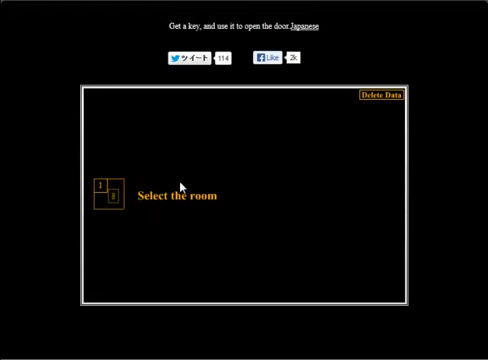 Get a key, and use it to open the door.Japanese
ツイート 114 Like 2k
Delete Data
1
Select the room